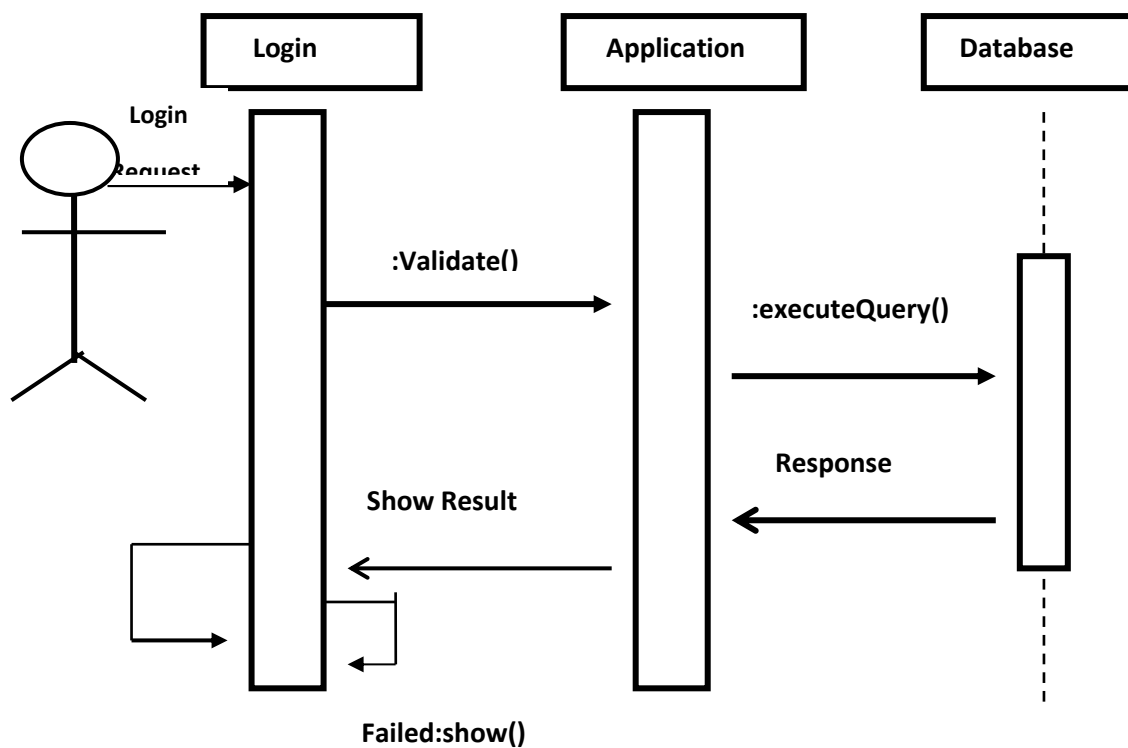 Login
Application
Database
Login
Request
:Validate()
:executeQuery()
Response
Show Result
Failed:show()